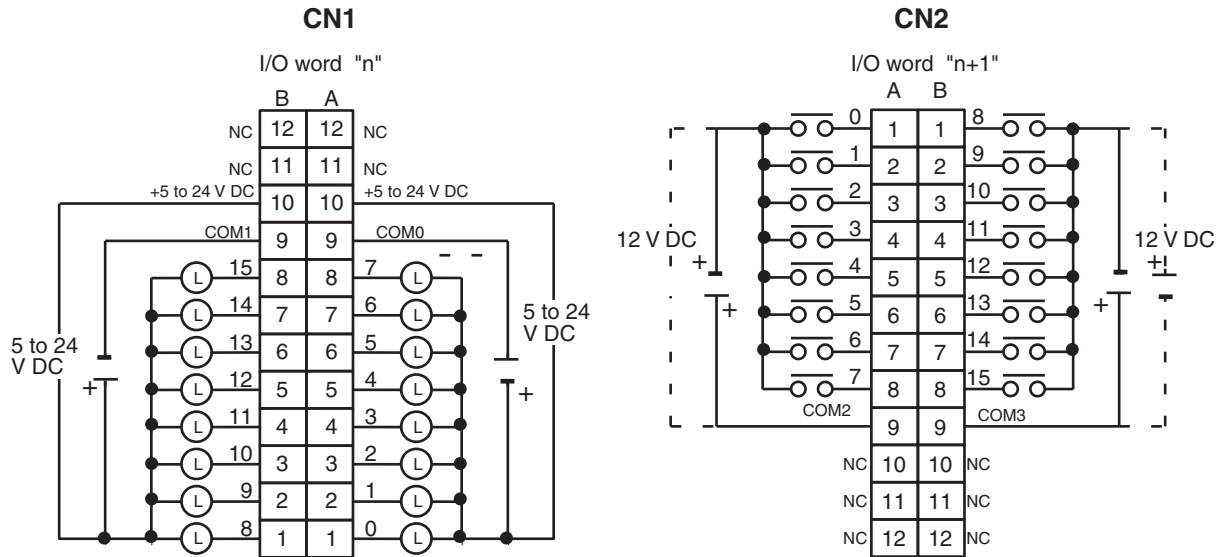 CN1
I/O word "n"
B A
NC 12 12 NC
NC 11 11 NC
+5 to 24 V DC 10 10 +5 to 24 V DC
COM1 9 9 COM0
L 15 8 8 7 L
L 14 7 7 6 L
L 13 6 6 5 L
L 12 5 5 4 L
L 11 4 4 3 L
L 10 3 3 2 L
L 9 2 2 1 L
L 8 1 1 0 L
5 to 24
V DC
+
5 to 24
V DC
+
CN2
I/O word "n+1"
A B
0 1 1 8
1 2 2 9
2 3 3 10
3 4 4 11
4 5 5 12
5 6 6 13
6 7 7 14
7 8 8 15
COM2 9 9 COM3
NC 10 10 NC
NC 11 11 NC
NC 12 12 NC
12 V DC
+
+
12 V DC
+
+